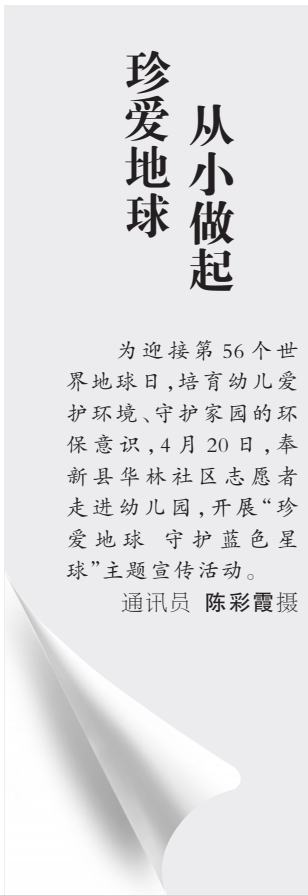 珍爱地球
从小做起
为迎接第56个世
界地球日,培育幼儿爱
护环境、守护家园的环
保意识,4月20日,奉
新县华林社区志愿者
走进幼儿园,开展“珍
爱地球 守护蓝色星
球”主题宣传活动。
通讯员 陈彩霞摄